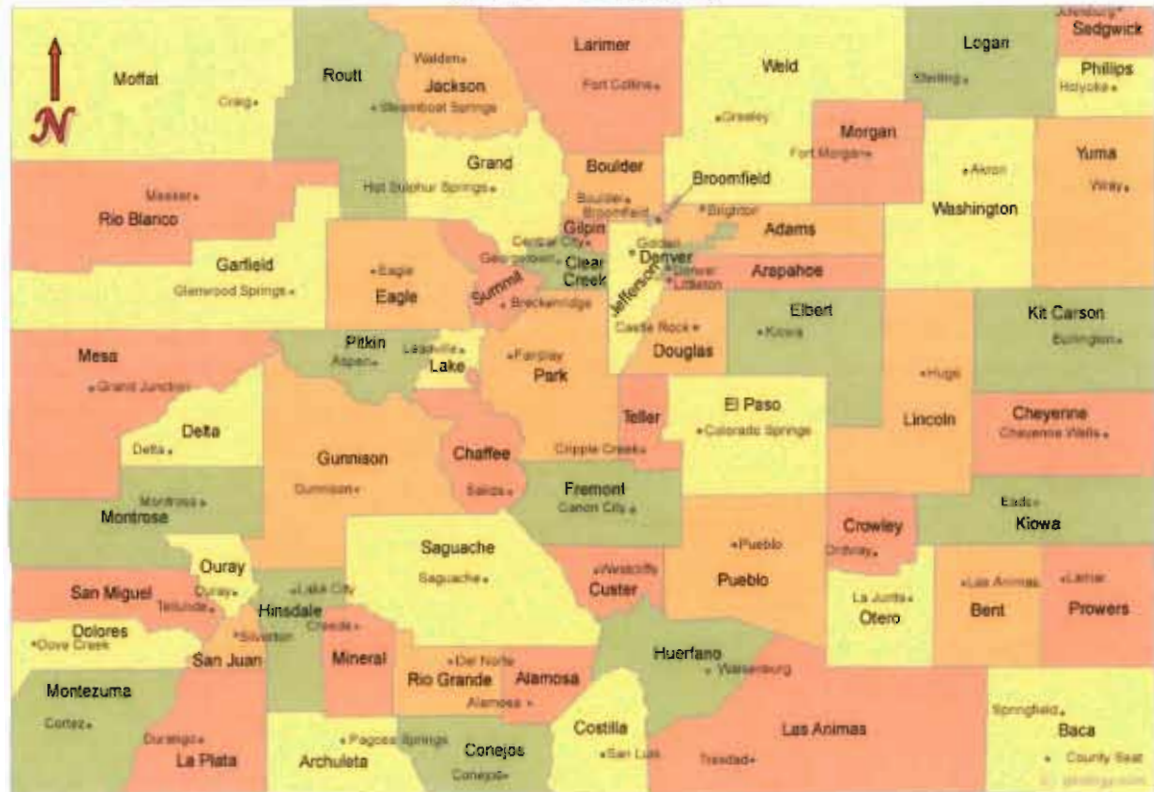 N
Moffat
Craig
Routt
Steamboat Springs
Walden
Jackson
Larimer
Fort Collins
Weld
Greeley
Logan
Sterling
Julesburg
Sedgwick
Phillips
Holyoke
Rio Blanco
Meeker
Grand
Hot Sulphur Springs
Boulder
Boulder
Broomfield
Broomfield
Morgan
Fort Morgan
Akron
Washington
Yuma
Wray
Garfield
Glenwood Springs
Eagle
Eagle
Summit
Breckenridge
Gilpin
Central City
Georgetown
Clear
Creek
Jefferson
Golden
Denver
Denver
Littleton
Brighton
Adams
Arapahoe
Mesa
Grand Junction
Pitkin
Aspen
Leadville
Lake
Fairplay
Park
Castle Rock
Douglas
Elbert
Kiowa
Kit Carson
Burlington
Delta
Delta
Gunnison
Gunnison
Chaffee
Salida
Teller
Cripple Creek
El Paso
Colorado Springs
Hugo
Lincoln
Cheyenne
Cheyenne Wells
Montrose
Montrose
Fremont
Canon City
Eads
Kiowa
Ouray
Ouray
Saguache
Saguache
Westcliffe
Custer
Pueblo
Pueblo
Crowley
Ordway
San Miguel
Telluride
Lake City
Hinsdale
Creede
La Junta
Otero
Las Animas
Bent
Lamar
Prowers
Dolores
Dove Creek
Silverton
San Juan
Mineral
Del Norte
Rio Grande
Alamosa
Alamosa
Huerfano
Walsenburg
Montezuma
Cortez
Durango
La Plata
Pagosa Springs
Archuleta
Conejos
Conejos
Costilla
San Luis
Las Animas
Trinidad
Springfield
Baca
County Seat